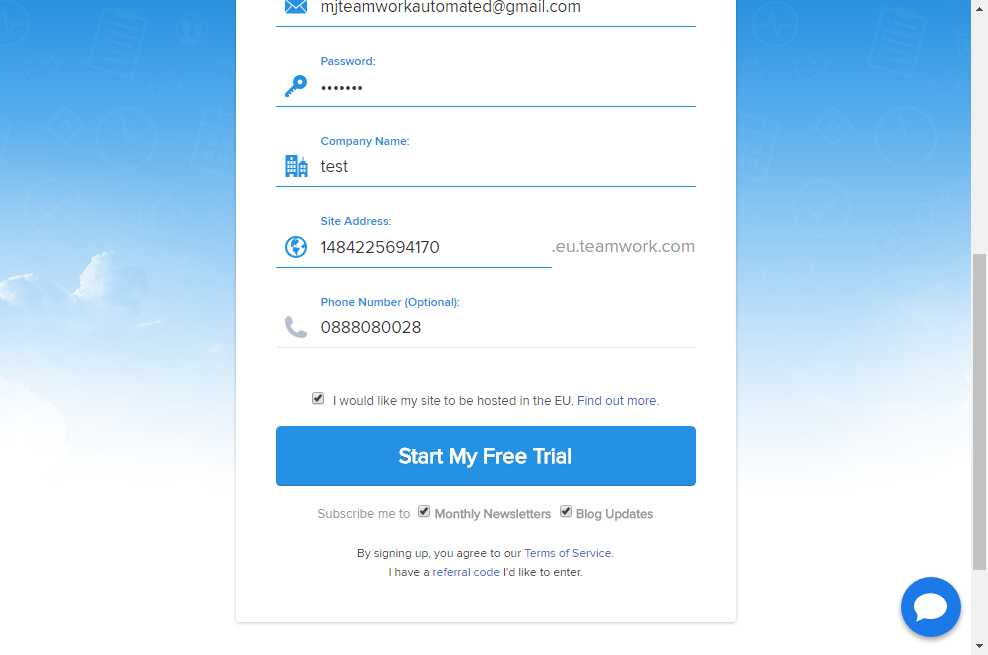 mjteamworkautomated@gmail.com
Password:
•••••••
Company Name:
test
Site Address:
1484225694170 .eu.teamwork.com
Phone Number (Optional):
0888080028
I would like my site to be hosted in the EU. Find out more.
Start My Free Trial
Subscribe me to Monthly Newsletters Blog Updates
By signing up, you agree to our Terms of Service.
I have a referral code I'd like to enter.